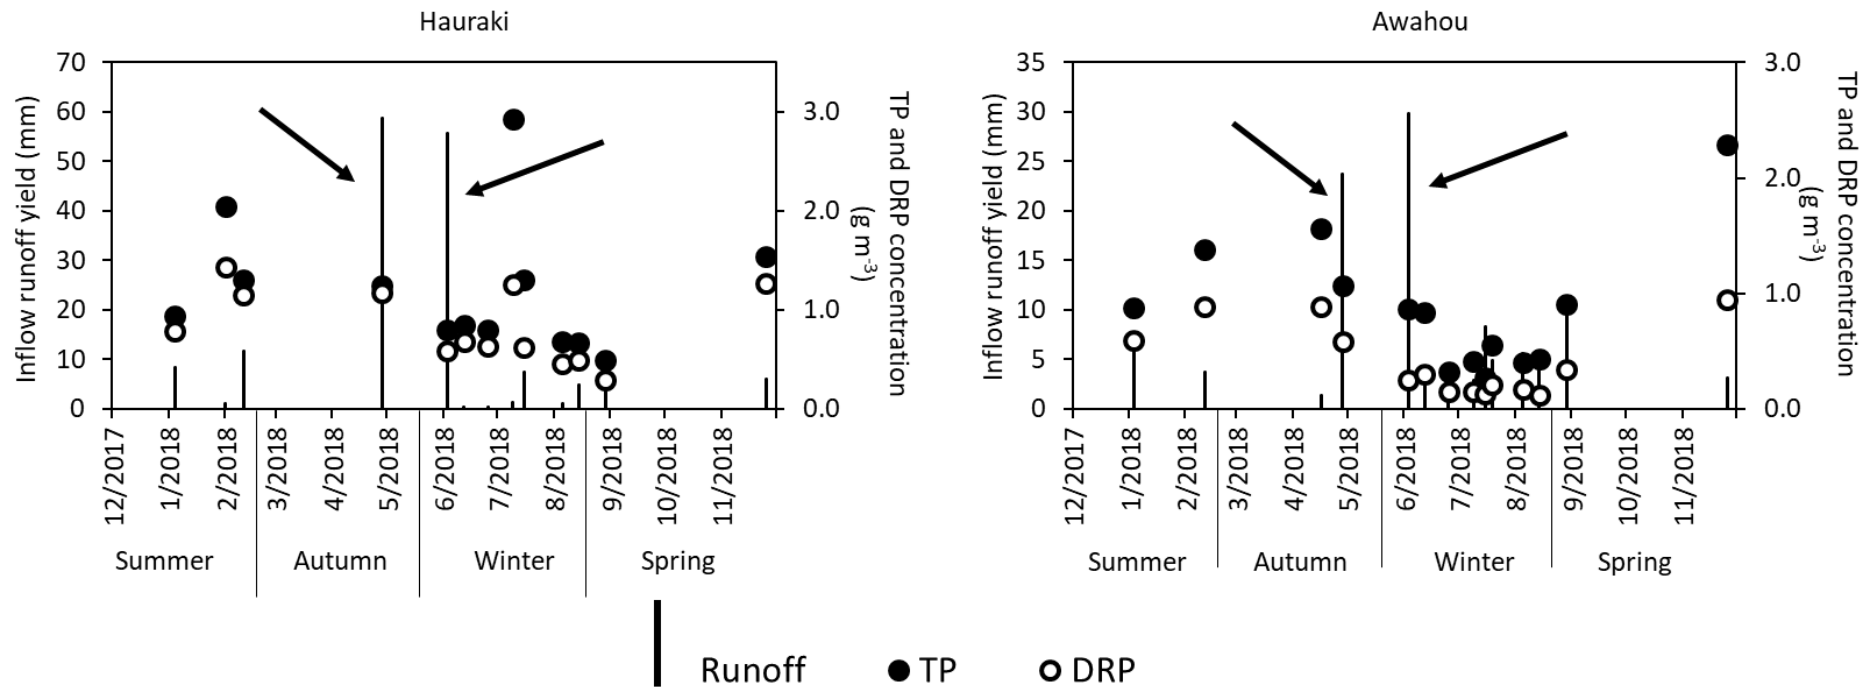 Hauraki
Inflow runoff yield (mm)
70
60
50
40
30
20
10
0
3.0
2.0
1.0
0.0
TP and DRP concentration
(g m-3)
12/2017
1/2018
2/2018
3/2018
4/2018
5/2018
6/2018
7/2018
8/2018
9/2018
10/2018
11/2018
Summer
Autumn
Winter
Spring
Awahou
Inflow runoff yield (mm)
35
30
25
20
15
10
5
0
3.0
2.0
1.0
0.0
TP and DRP concentration
(g m-3)
12/2017
1/2018
2/2018
3/2018
4/2018
5/2018
6/2018
7/2018
8/2018
9/2018
10/2018
11/2018
Summer
Autumn
Winter
Spring
Runoff
TP
DRP